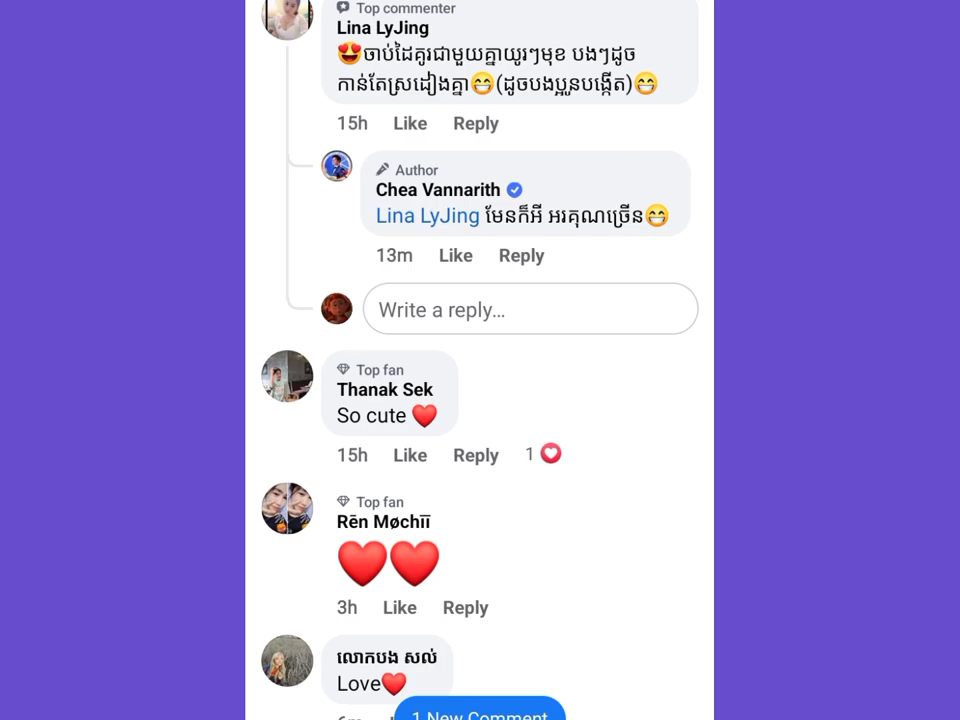 Top commenter
Lina LyJing
😍ចាប់ដៃគូរជាមួយគ្នាយូរៗមុខ បងៗដូច
កាន់តែស្រដៀងគ្នា😁(ដូចបងប្អូនបង្កើត)😁
15h Like Reply
Author
Chea Vannarith
Lina LyJing មែនក៏អី អរគុណច្រើន😁
13m Like Reply
Write a reply...
Top fan
Thanak Sek
So cute ❤️
15h Like Reply 1
Top fan
Rēn Møchīī
❤️❤️
3h Like Reply
លោកបង សល់
Love❤️
1 New Comment